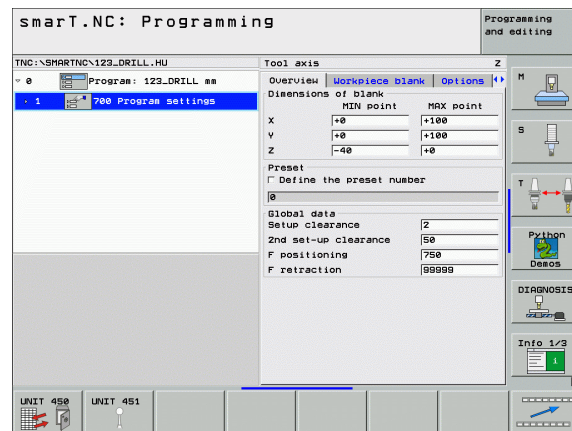 smarT.NC: Programming
Programming
and editing
TNC:\SMARTNC\123_DRILL.HU
Tool axis Z
0 Program: 123_DRILL mm
1 700 Program settings
Overview Workpiece blank Options
Dimensions of blank
MIN point MAX point
X +0 +100
Y +0 +100
Z -40 +0
Preset
Define the preset number
0
Global data
Setup clearance 2
2nd set-up clearance 50
F positioning 750
F retraction 99999
M
S
T
Python
Demos
DIAGNOSIS
Info 1/3
1
UNIT 450
UNIT 451